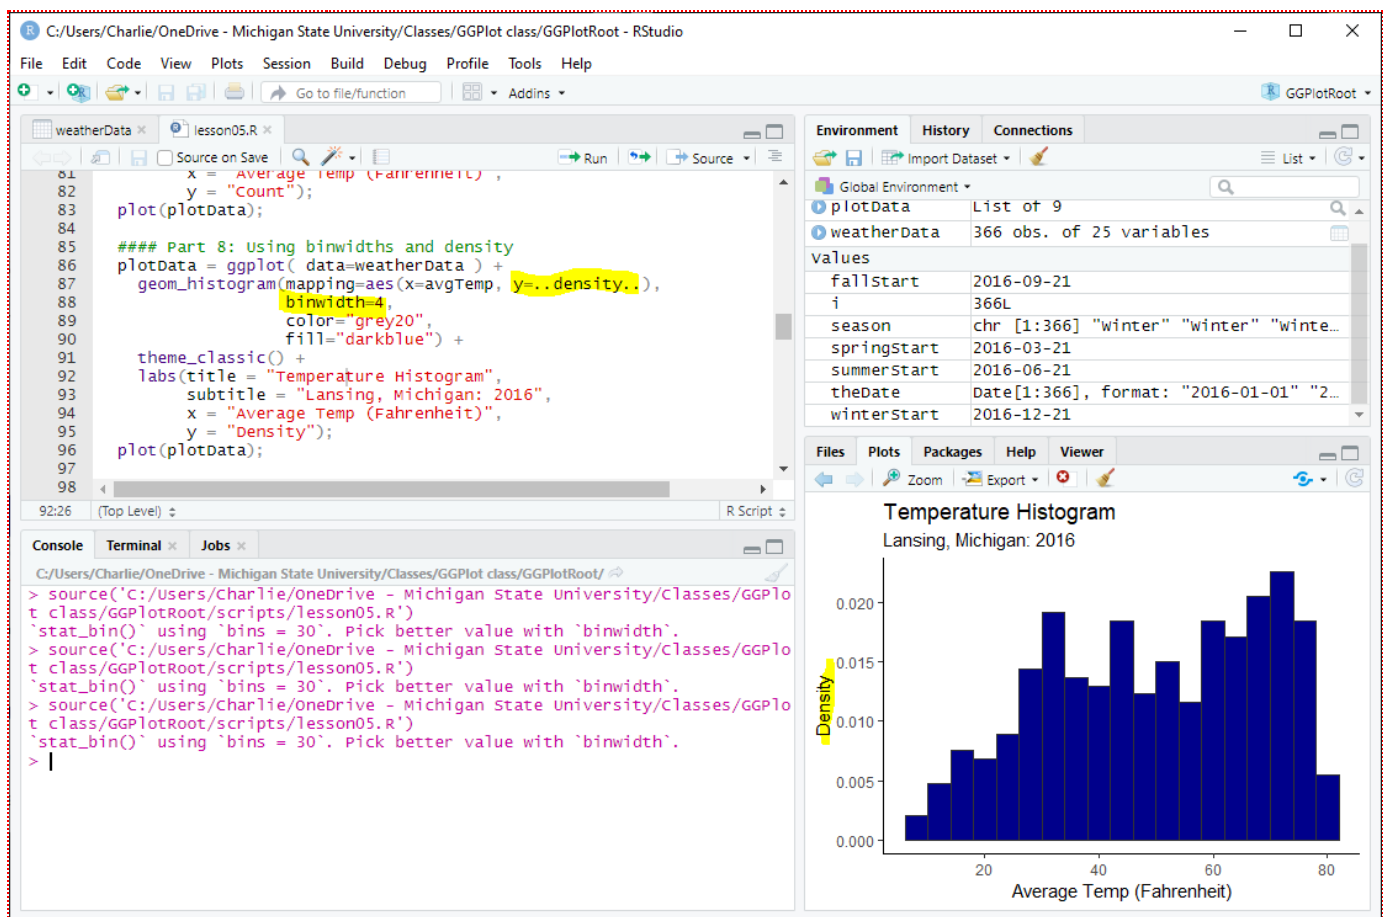 C:/Users/Charlie/OneDrive - Michigan State University/Classes/GGPlot class/GGPlotRoot - RStudio
File Edit Code View Plots Session Build Debug Profile Tools Help
Go to file/function Addins GGPlotRoot
weatherData lesson05.R
Source on Save Run Source
81 x = "Average Temp (Fahrenheit)",
82 y = "Count");
83 plot(plotData);
84
85 #### Part 8: Using binwidths and density
86 plotData = ggplot( data=weatherData ) +
87 geom_histogram(mapping=aes(x=avgTemp, y=..density..),
88 binwidth=4,
89 color="grey20",
90 fill="darkblue") +
91 theme_classic() +
92 labs(title = "Temperature Histogram",
93 subtitle = "Lansing, Michigan: 2016",
94 x = "Average Temp (Fahrenheit)",
95 y = "Density");
96 plot(plotData);
97
98
92:26 (Top Level) R Script
Console Terminal Jobs
C:/Users/Charlie/OneDrive - Michigan State University/Classes/GGPlot class/GGPlotRoot/
> source('C:/Users/Charlie/OneDrive - Michigan State University/Classes/GGPlo
t class/GGPlotRoot/scripts/lesson05.R')
`stat_bin()` using `bins = 30`. Pick better value with `binwidth`.
> source('C:/Users/Charlie/OneDrive - Michigan State University/Classes/GGPlo
t class/GGPlotRoot/scripts/lesson05.R')
`stat_bin()` using `bins = 30`. Pick better value with `binwidth`.
> source('C:/Users/Charlie/OneDrive - Michigan State University/Classes/GGPlo
t class/GGPlotRoot/scripts/lesson05.R')
`stat_bin()` using `bins = 30`. Pick better value with `binwidth`.
>
Environment History Connections
Import Dataset List
Global Environment
plotData List of 9
weatherData 366 obs. of 25 variables
Values
fallStart 2016-09-21
i 366L
season chr [1:366] "Winter" "Winter" "Winte...
springStart 2016-03-21
summerStart 2016-06-21
theDate Date[1:366], format: "2016-01-01" "2...
winterStart 2016-12-21
Files Plots Packages Help Viewer
Zoom Export
Temperature Histogram
Lansing, Michigan: 2016
0.020
0.015
0.010
0.005
0.000
Density
20 40 60 80
Average Temp (Fahrenheit)